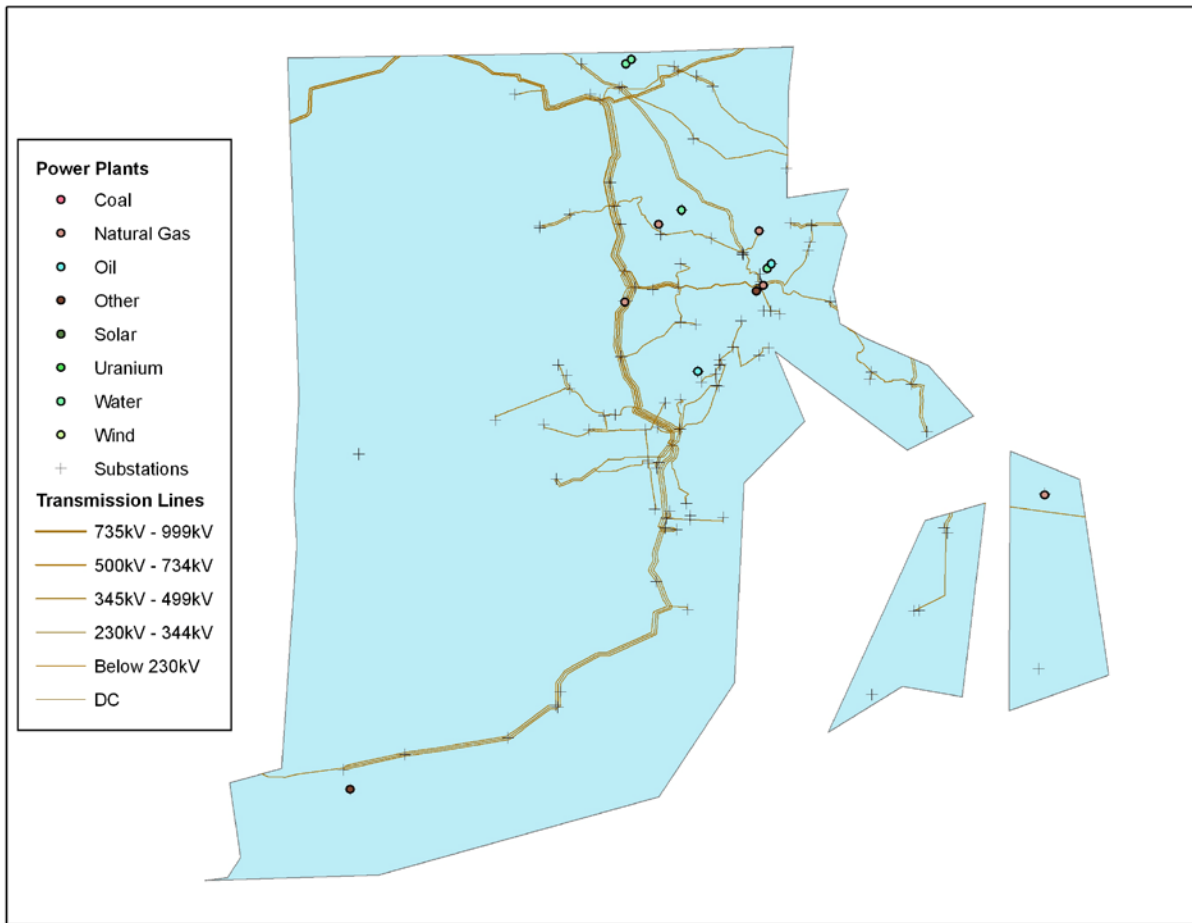 Power Plants
Coal
Natural Gas
Oil
Other
Solar
Uranium
Water
Wind
Substations
Transmission Lines
735kV - 999kV
500kV - 734kV
345kV - 499kV
230kV - 344kV
Below 230kV
DC